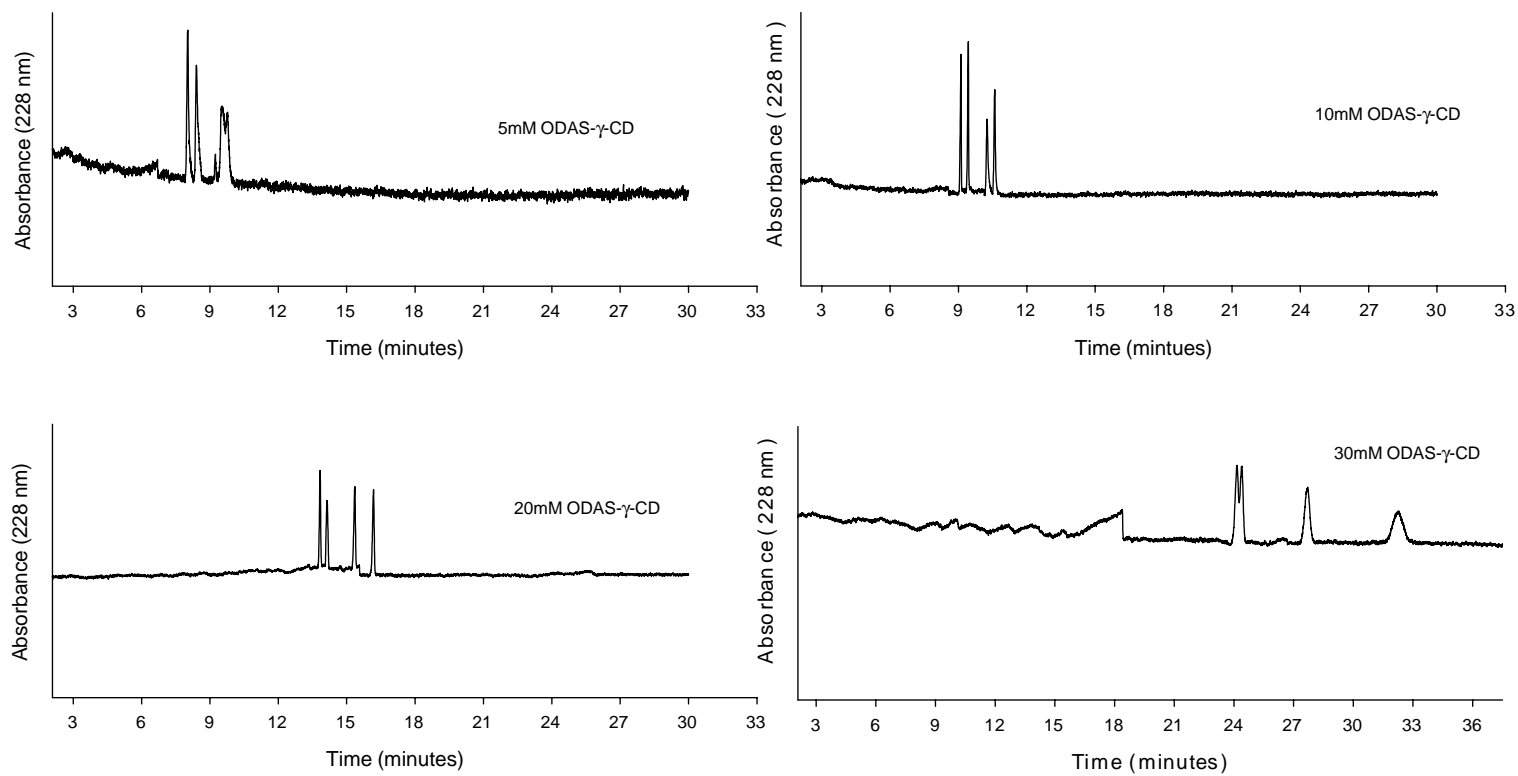 Absorbance (228 nm)
5mM ODAS-γ-CD
3 6 9 12 15 18 21 24 27 30 33
Time (minutes)
Absorban ce ( 228 nm )
10mM ODAS-γ-CD
3 6 9 12 15 18 21 24 27 30 33
Time (mintues)
Absorbance (228 nm)
20mM ODAS-γ-CD
3 6 9 12 15 18 21 24 27 30 33
Time (minutes)
Absorban ce ( 228 nm )
30mM ODAS-γ-CD
3 6 9 12 15 18 21 24 27 30 33 36
Time (minutes)